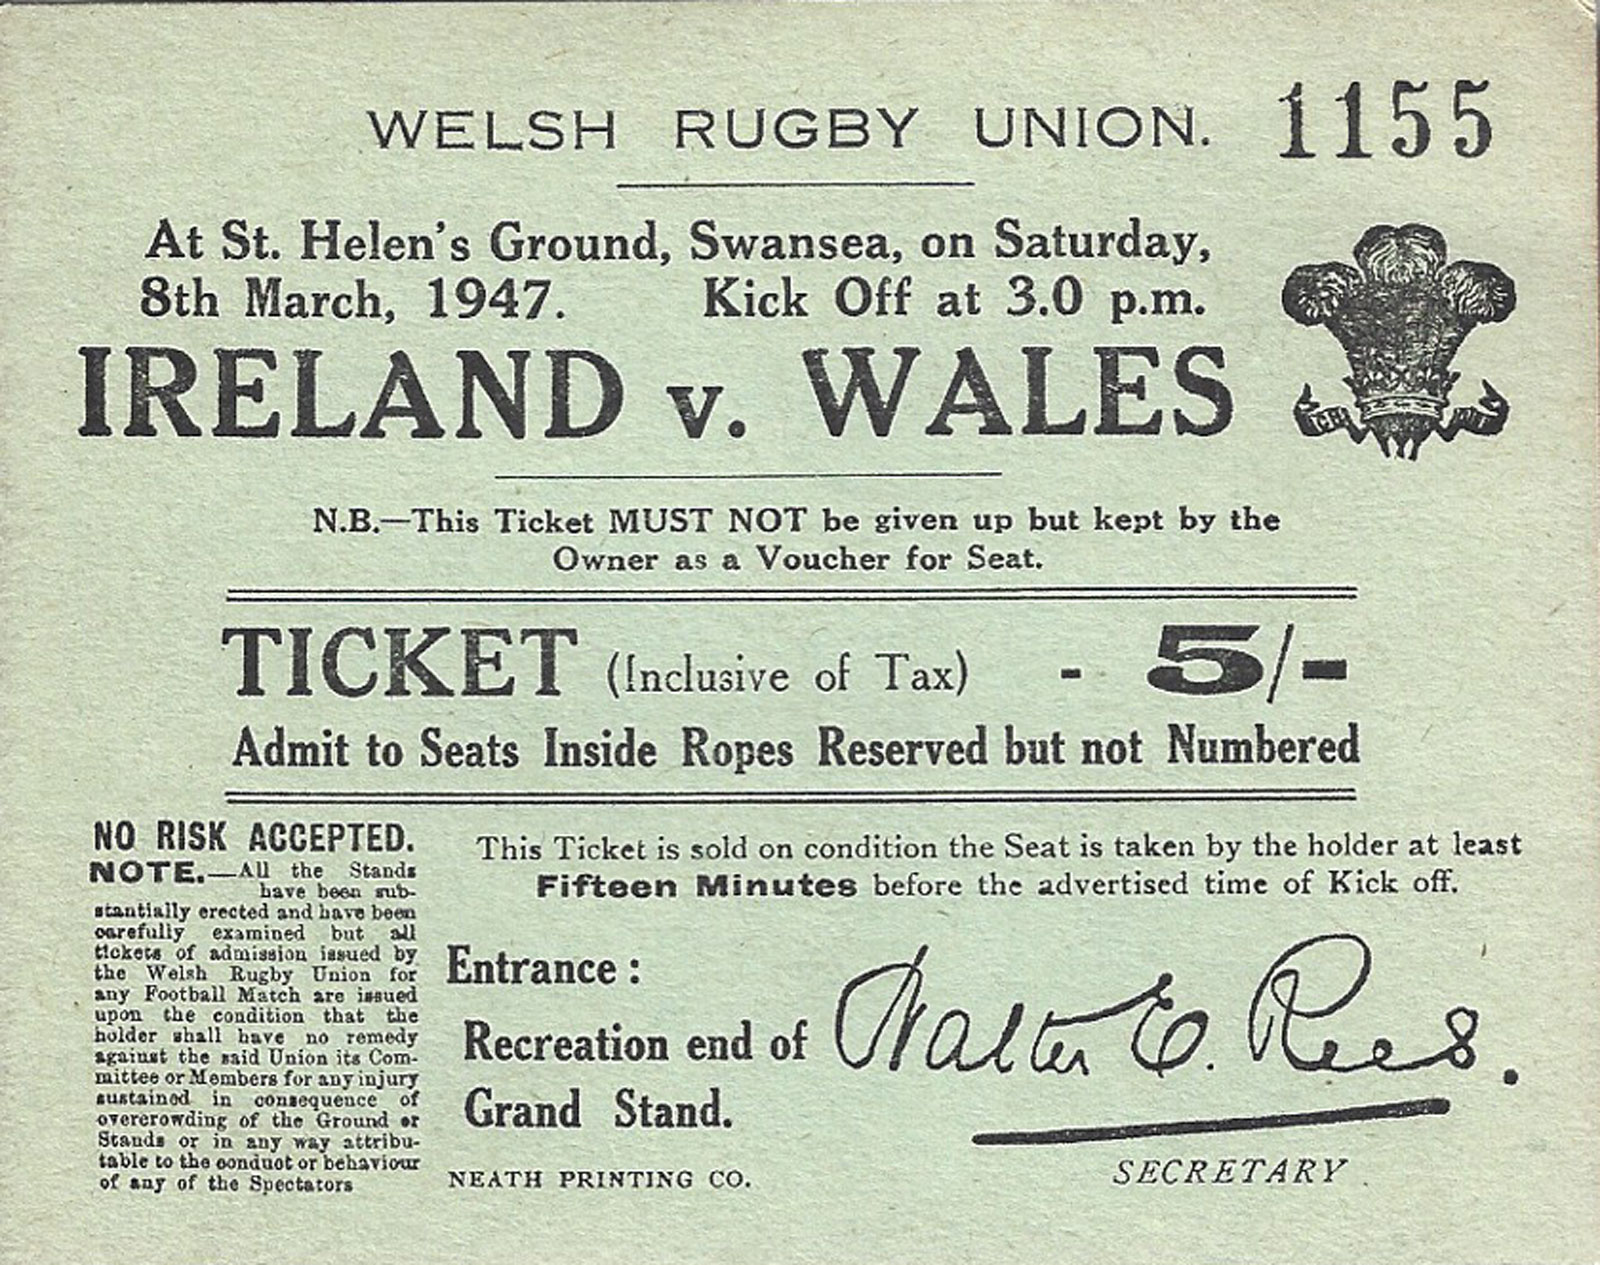 WELSH RUGBY UNION. 1155
At St. Helen's Ground, Swansea, on Saturday,
8th March, 1947. Kick Off at 3.0 p.m.
IRELAND v. WALES
N.B.—This Ticket MUST NOT be given up but kept by the
Owner as a Voucher for Seat.
TICKET (Inclusive of Tax) - 5/-
Admit to Seats Inside Ropes Reserved but not Numbered
NO RISK ACCEPTED.
NOTE.—All the Stands
have been sub-
stantially erected and have been
carefully examined but all
tickets of admission issued by
the Welsh Rugby Union for
any Football Match are issued
upon the condition that the
holder shall have no remedy
against the said Union its Com-
mittee or Members for any injury
sustained in consequence of
overcrowding of the Ground or
Stands or in any way attribu-
table to the conduct or behaviour
of any of the Spectators
This Ticket is sold on condition the Seat is taken by the holder at least
Fifteen Minutes before the advertised time of Kick off.
Entrance :
Recreation end of
Grand Stand.
NEATH PRINTING CO.
Walter E. Rees.
SECRETARY